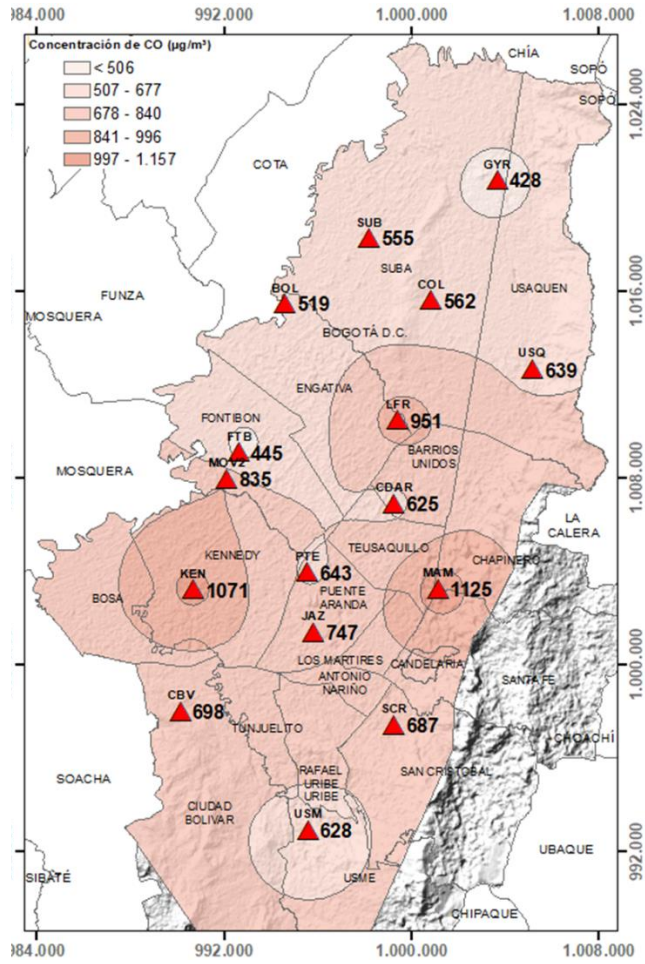 984.000 992.000 1.000.000 1.008.000
Concentración de CO (µg/m³)
< 506
507 - 677
678 - 840
841 - 996
997 - 1.157
CHÍA
SOPÓ
SOPÓ
1.024.000
COTA
GYR
428
SUB
555
SUBA
COL
562
USAQUEN
BOL
519
FUNZA
MOSQUERA
1.016.000
BOGOTÁ D.C.
USQ
639
ENGATIVA
LFR
951
FONTIBON
FTB
445
BARRIOS
UNIDOS
MOV2
835
MOSQUERA
1.008.000
CDAR
625
LA
CALERA
TEUSAQUILLO
CHAPINERO
KENNEDY
PTE
643
KEN
1071
MAM
1125
BOSA
PUENTE
ARANDA
JAZ
747
LOS MARTIRES
CANDELARIA
1.000.000
ANTONIO
NARIÑO
SANTA FE
CBV
698
SCR
687
TUNJUELITO
CHOACHÍ
SOACHA
RAFAEL
URIBE
URIBE
SAN CRISTOBAL
CIUDAD
BOLIVAR
USM
628
UBAQUE
992.000
SIBATÉ
USME
CHIPAQUE
984.000 992.000 1.000.000 1.008.000